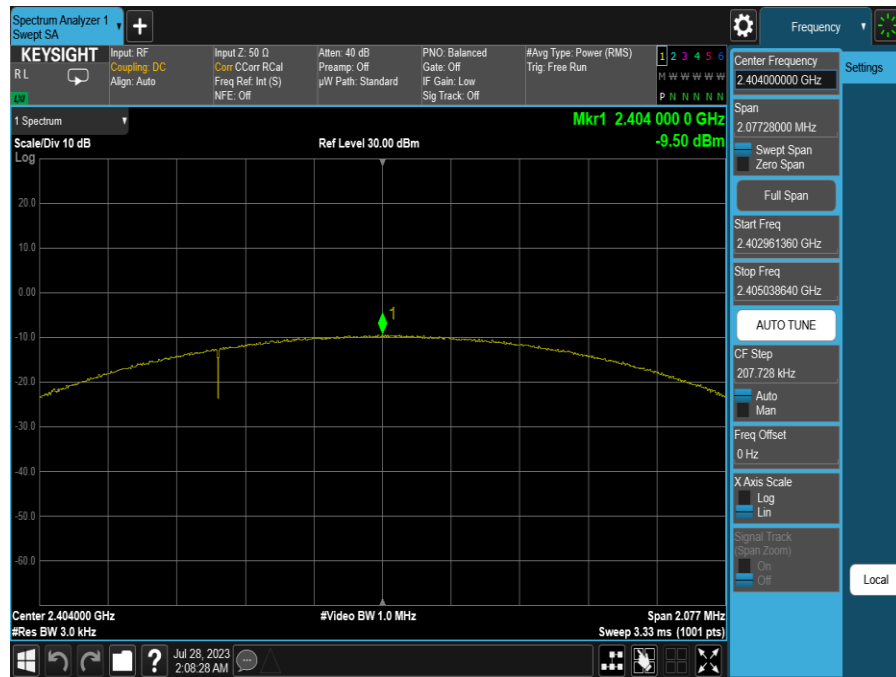 Spectrum Analyzer 1
Swept SA
+
Frequency
KEYSIGHT
R L
LXI
Input: RF
Coupling: DC
Align: Auto
Input Z: 50 Ω
Corr CCorr RCal
Freq Ref: Int (S)
NFE: Off
Atten: 40 dB
Preamp: Off
µW Path: Standard
PNO: Balanced
Gate: Off
IF Gain: Low
Sig Track: Off
#Avg Type: Power (RMS)
Trig: Free Run
1 2 3 4 5 6
M W W W W W
P N N N N N
1 Spectrum
Scale/Div 10 dB
Log
Ref Level 30.00 dBm
Mkr1 2.404 000 0 GHz
-9.50 dBm
20.0
10.0
0.00
-10.0
-20.0
-30.0
-40.0
-50.0
-60.0
1
Center 2.404000 GHz
#Res BW 3.0 kHz
#Video BW 1.0 MHz
Span 2.077 MHz
Sweep 3.33 ms (1001 pts)
Center Frequency
2.404000000 GHz
Span
2.07728000 MHz
Swept Span
Zero Span
Full Span
Start Freq
2.402961360 GHz
Stop Freq
2.405038640 GHz
AUTO TUNE
CF Step
207.728 kHz
Auto
Man
Freq Offset
0 Hz
X Axis Scale
Log
Lin
Signal Track
(Span Zoom)
On
Off
Settings
Local
?
Jul 28, 2023
2:08:28 AM